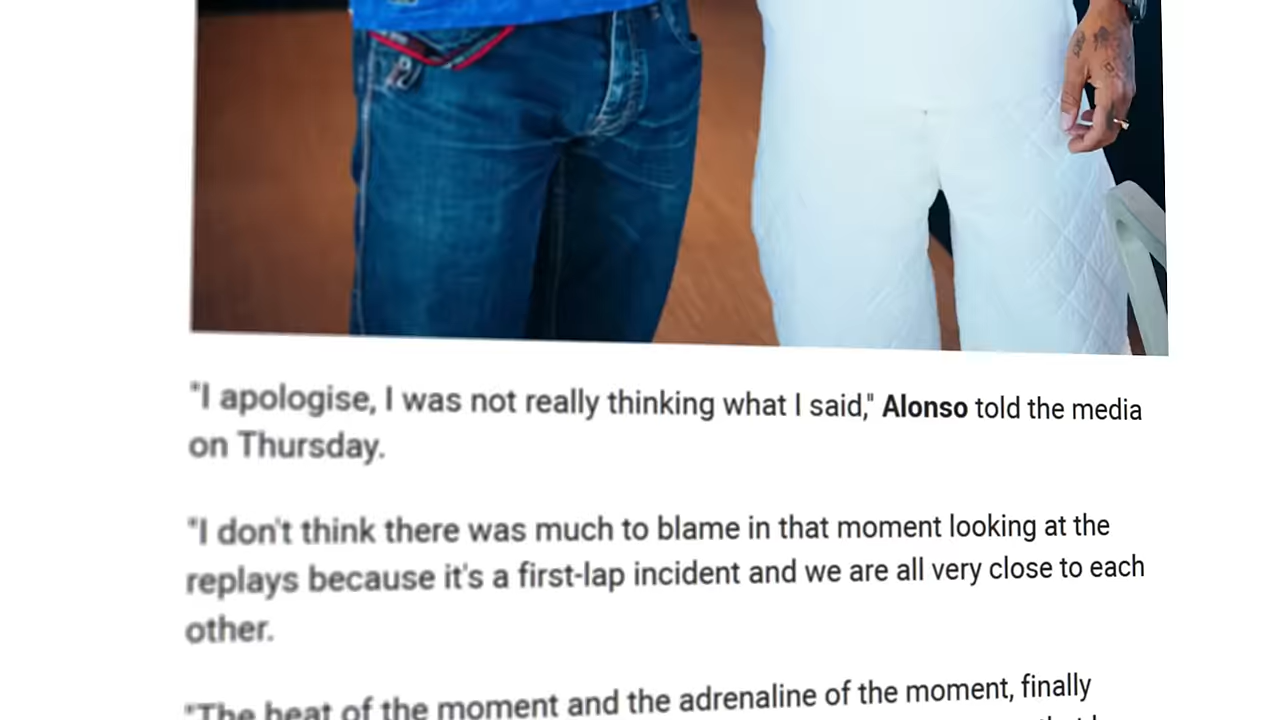 "I apologise, I was not really thinking what I said," Alonso told the media
on Thursday.
"I don't think there was much to blame in that moment looking at the
replays because it's a first-lap incident and we are all very close to each
other.
"The heat of the moment and the adrenaline of the moment, finally